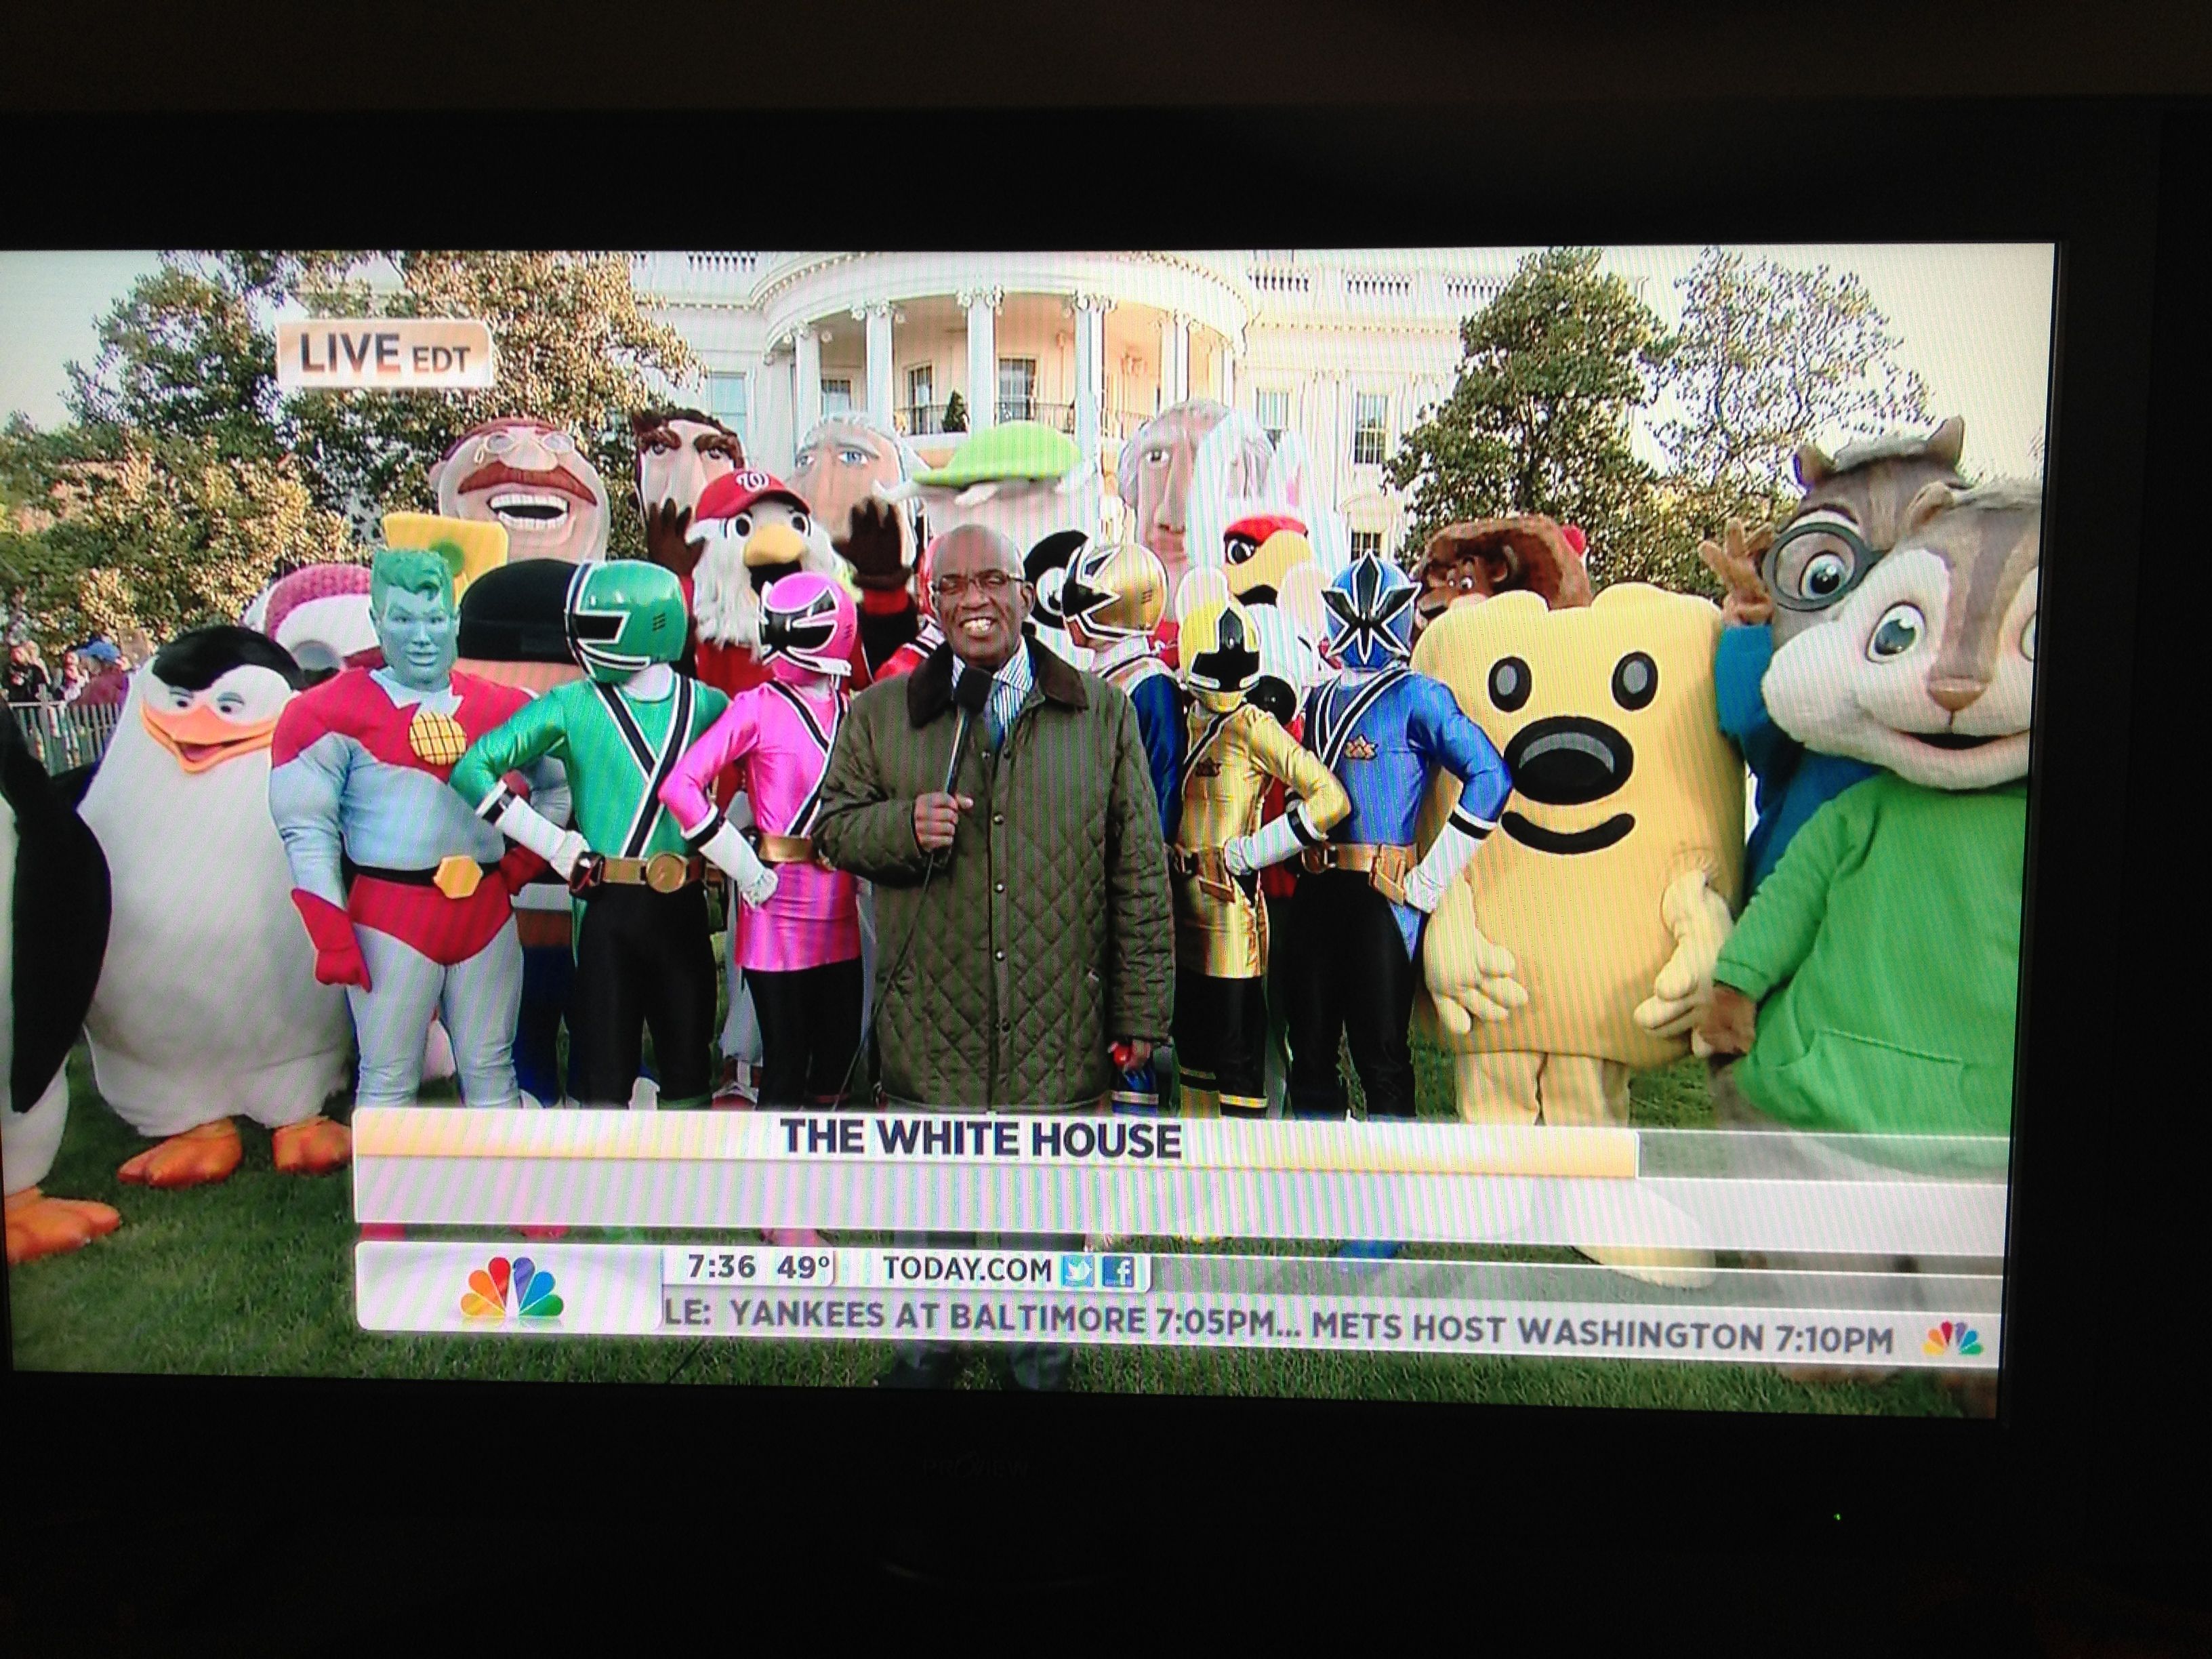 LIVE EDT
W
THE WHITE HOUSE
7:36 49° TODAY.COM
LE: YANKEES AT BALTIMORE 7:05PM... METS HOST WASHINGTON 7:10PM
PROVIEW